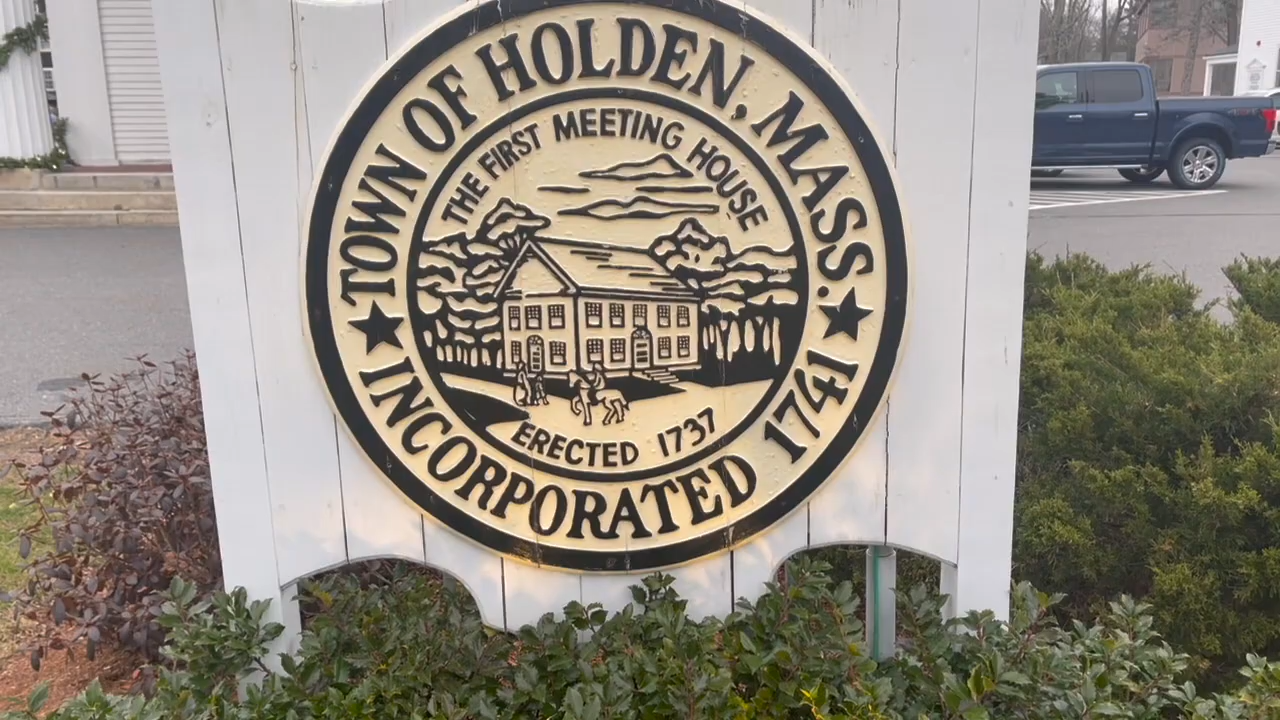 TOWN OF HOLDEN, MASS.
THE FIRST MEETING HOUSE
ERECTED 1737
INCORPORATED 1741